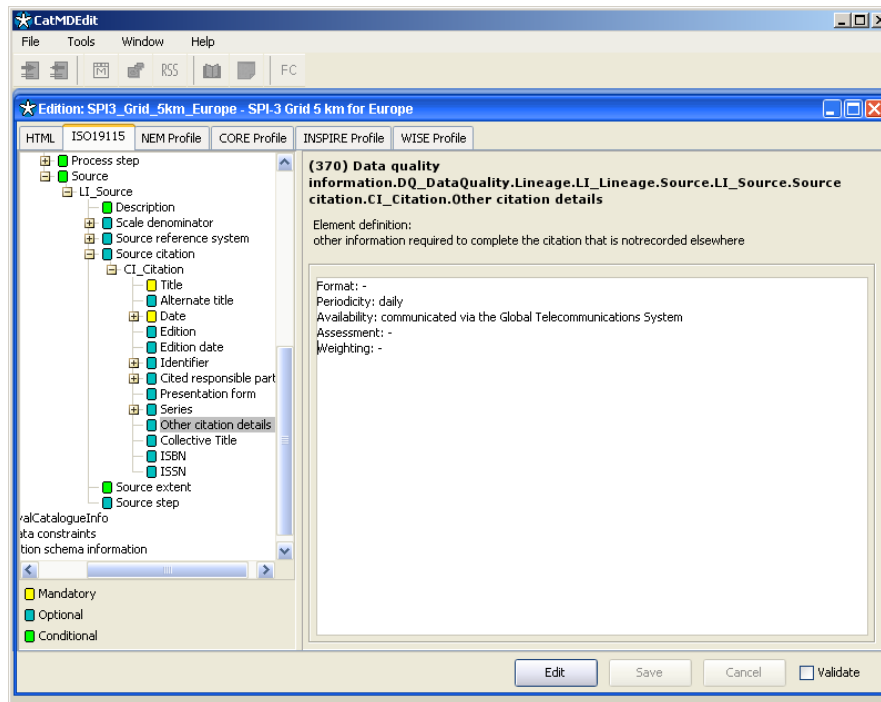 CatMDEdit
File Tools Window Help
RSS FC
Edition: SPI3_Grid_5km_Europe - SPI-3 Grid 5 km for Europe
HTML ISO19115 NEM Profile CORE Profile INSPIRE Profile WISE Profile
Process step
Source
LI_Source
Description
Scale denominator
Source reference system
Source citation
CI_Citation
Title
Alternate title
Date
Edition
Edition date
Identifier
Cited responsible part
Presentation form
Series
Other citation details
Collective Title
ISBN
ISSN
Source extent
Source step
valCatalogueInfo
ata constraints
tion schema information
Mandatory
Optional
Conditional
(370) Data quality
information.DQ_DataQuality.Lineage.LI_Lineage.Source.LI_Source.Source
citation.CI_Citation.Other citation details
Element definition:
other information required to complete the citation that is notrecorded elsewhere
Format: -
Periodicity: daily
Availability: communicated via the Global Telecommunications System
Assessment: -
Weighting: -
Edit Save Cancel Validate